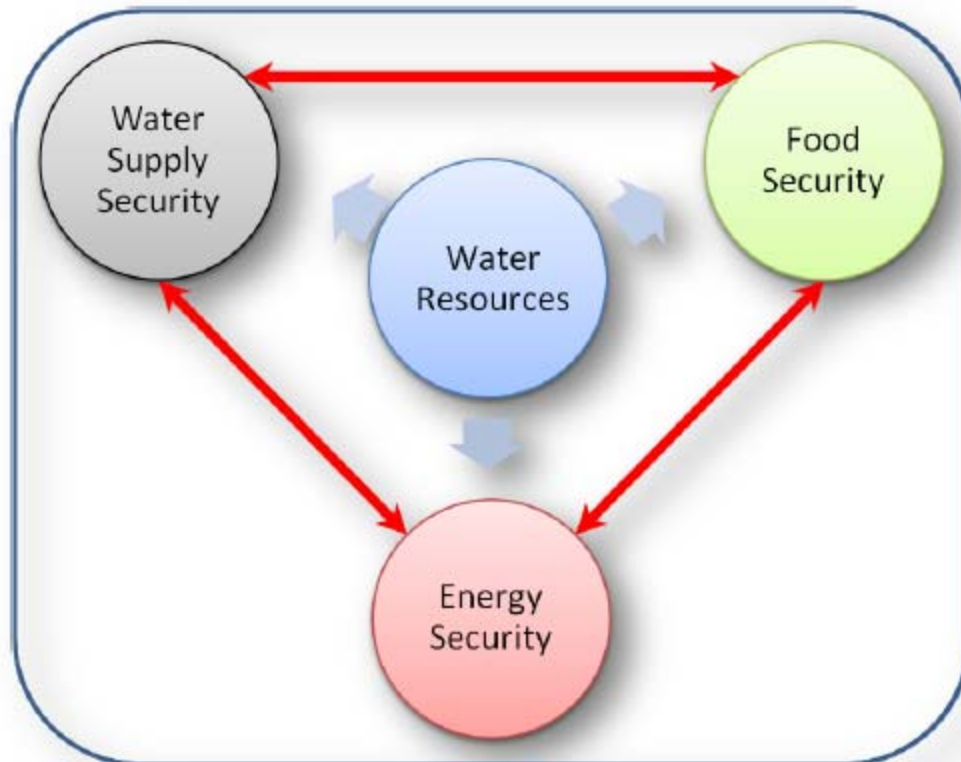 Water
Supply
Security
Food
Security
Water
Resources
Energy
Security